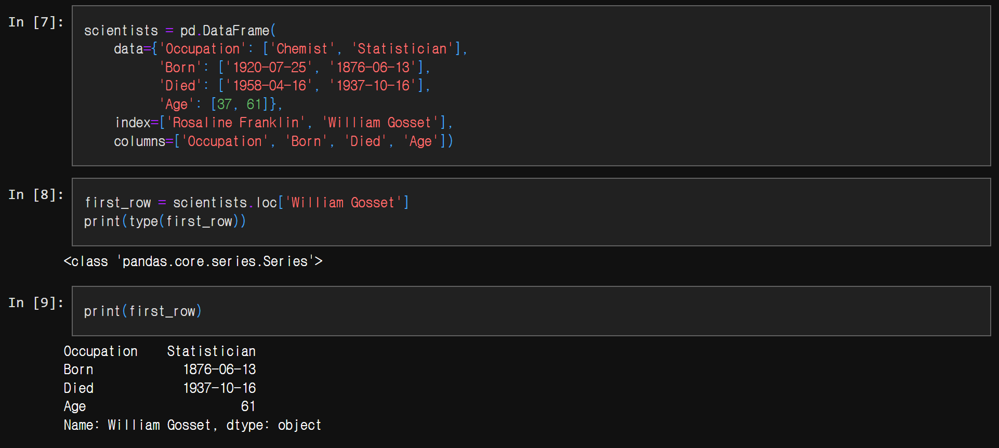 In [7]:
scientists = pd.DataFrame(
    data={'Occupation': ['Chemist', 'Statistician'],
          'Born': ['1920-07-25', '1876-06-13'],
          'Died': ['1958-04-16', '1937-10-16'],
          'Age': [37, 61]},
    index=['Rosaline Franklin', 'William Gosset'],
    columns=['Occupation', 'Born', 'Died', 'Age'])
In [8]:
first_row = scientists.loc['William Gosset']
print(type(first_row))
<class 'pandas.core.series.Series'>
In [9]:
print(first_row)
Occupation    Statistician
Born            1876-06-13
Died            1937-10-16
Age                     61
Name: William Gosset, dtype: object